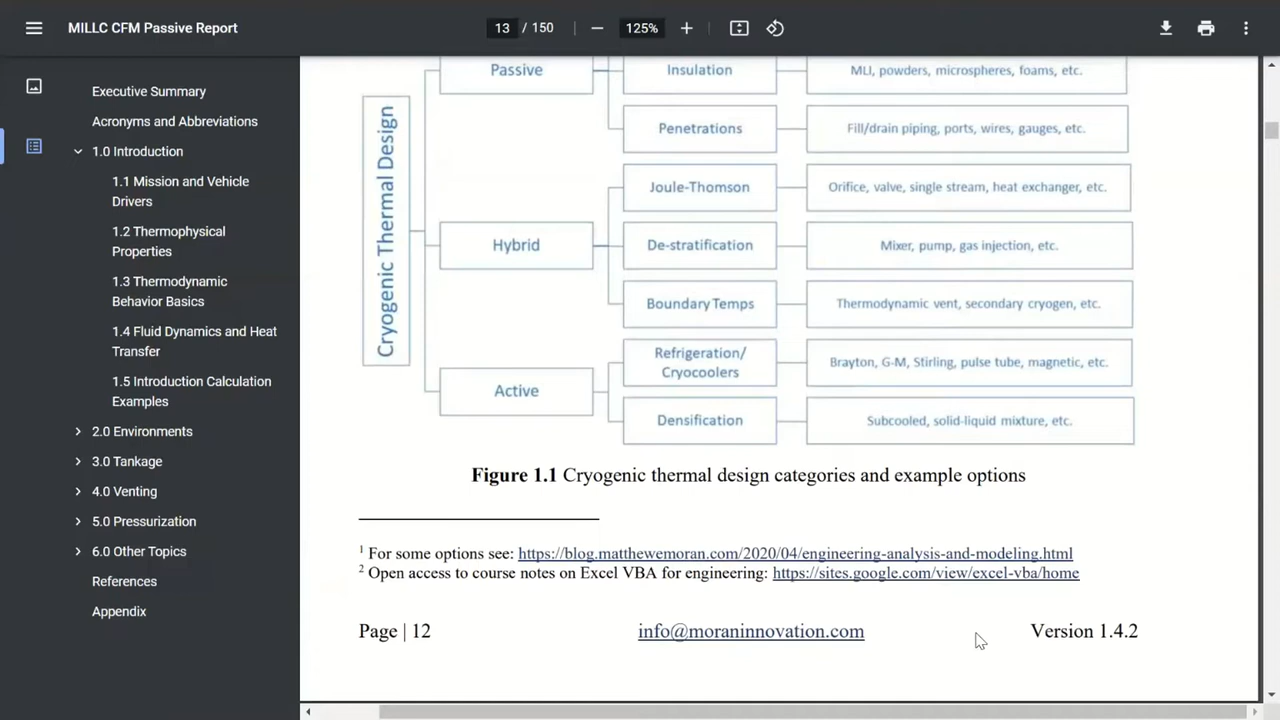 MILLC CFM Passive Report
13 / 150
125%
Executive Summary
Acronyms and Abbreviations
1.0 Introduction
1.1 Mission and Vehicle
Drivers
1.2 Thermophysical
Properties
1.3 Thermodynamic
Behavior Basics
1.4 Fluid Dynamics and Heat
Transfer
1.5 Introduction Calculation
Examples
2.0 Environments
3.0 Tankage
4.0 Venting
5.0 Pressurization
6.0 Other Topics
References
Appendix
Cryogenic Thermal Design
Passive
Insulation
MLI, powders, microspheres, foams, etc.
Penetrations
Fill/drain piping, ports, wires, gauges, etc.
Hybrid
Joule-Thomson
Orifice, valve, single stream, heat exchanger, etc.
De-stratification
Mixer, pump, gas injection, etc.
Boundary Temps
Thermodynamic vent, secondary cryogen, etc.
Active
Refrigeration/
Cryocoolers
Brayton, G-M, Stirling, pulse tube, magnetic, etc.
Densification
Subcooled, solid-liquid mixture, etc.
Figure 1.1 Cryogenic thermal design categories and example options
1 For some options see: https://blog.matthewemoran.com/2020/04/engineering-analysis-and-modeling.html
2 Open access to course notes on Excel VBA for engineering: https://sites.google.com/view/excel-vba/home
Page | 12
info@moraninnovation.com
Version 1.4.2